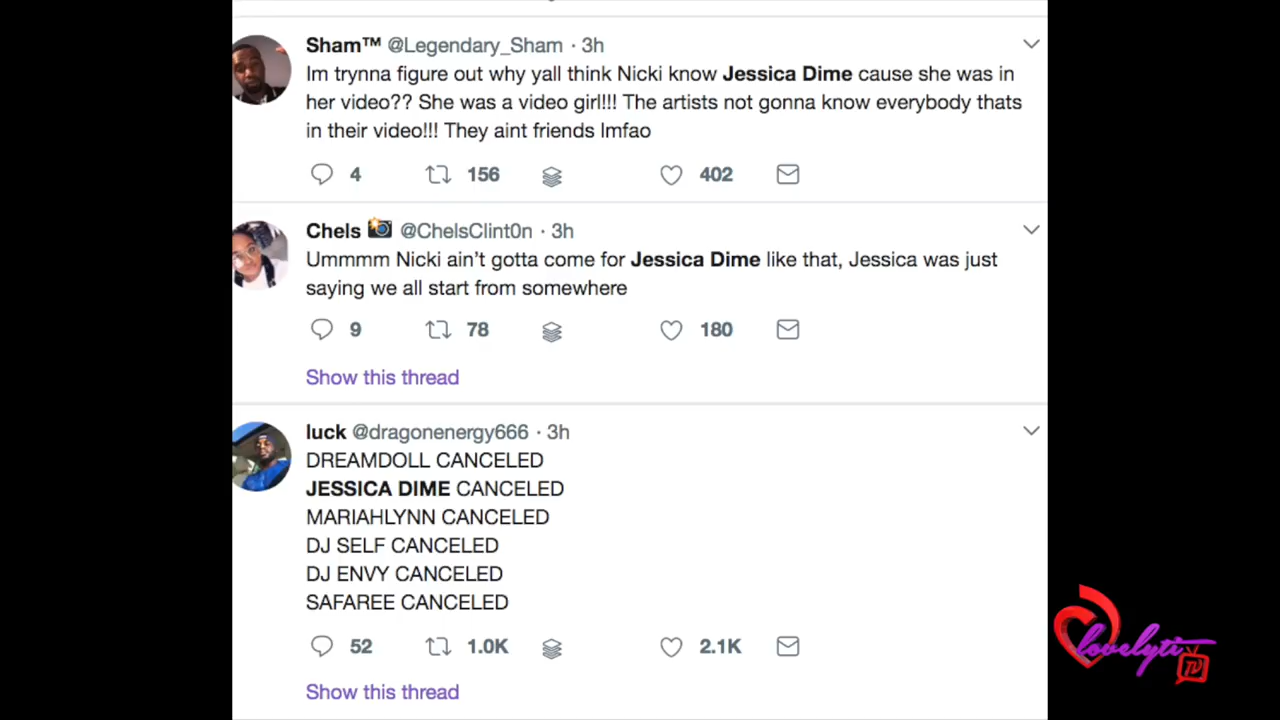 Sham™ @Legendary_Sham · 3h
Im trynna figure out why yall think Nicki know Jessica Dime cause she was in
her video?? She was a video girl!!! The artists not gonna know everybody thats
in their video!!! They aint friends lmfao
4 156 402
Chels 📸 @ChelsClint0n · 3h
Ummmm Nicki ain’t gotta come for Jessica Dime like that, Jessica was just
saying we all start from somewhere
9 78 180
Show this thread
luck @dragonenergy666 · 3h
DREAMDOLL CANCELED
JESSICA DIME CANCELED
MARIAHLYNN CANCELED
DJ SELF CANCELED
DJ ENVY CANCELED
SAFAREE CANCELED
52 1.0K 2.1K
Show this thread
lovelyti
TV